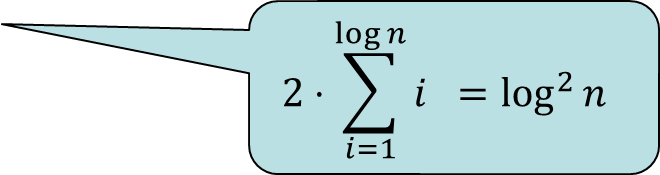 2 · ∑_{i=1}^{log n} i = log² n